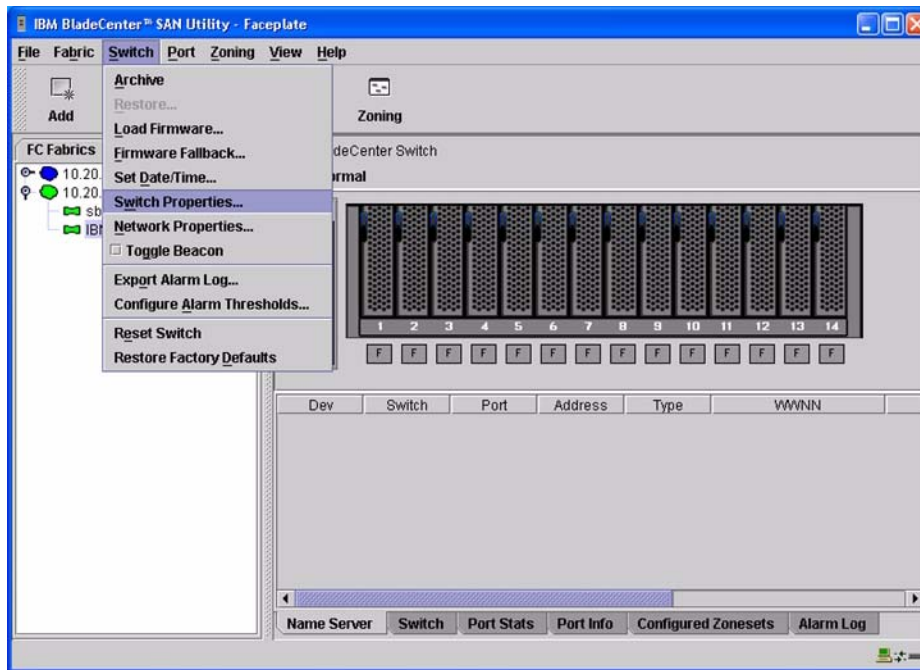 IBM BladeCenter™ SAN Utility - Faceplate
File Fabric Switch Port Zoning View Help
Add
Zoning
Archive
Restore...
Load Firmware...
Firmware Fallback...
Set Date/Time...
Switch Properties...
Network Properties...
Toggle Beacon
Export Alarm Log...
Configure Alarm Thresholds...
Reset Switch
Restore Factory Defaults
FC Fabrics
10.20.
10.20.
sb
IB
deCenter Switch
rmal
1 2 3 4 5 6 7 8 9 10 11 12 13 14
F F F F F F F F F F F F F F
Dev Switch Port Address Type WWNN
Name Server Switch Port Stats Port Info Configured Zonesets Alarm Log